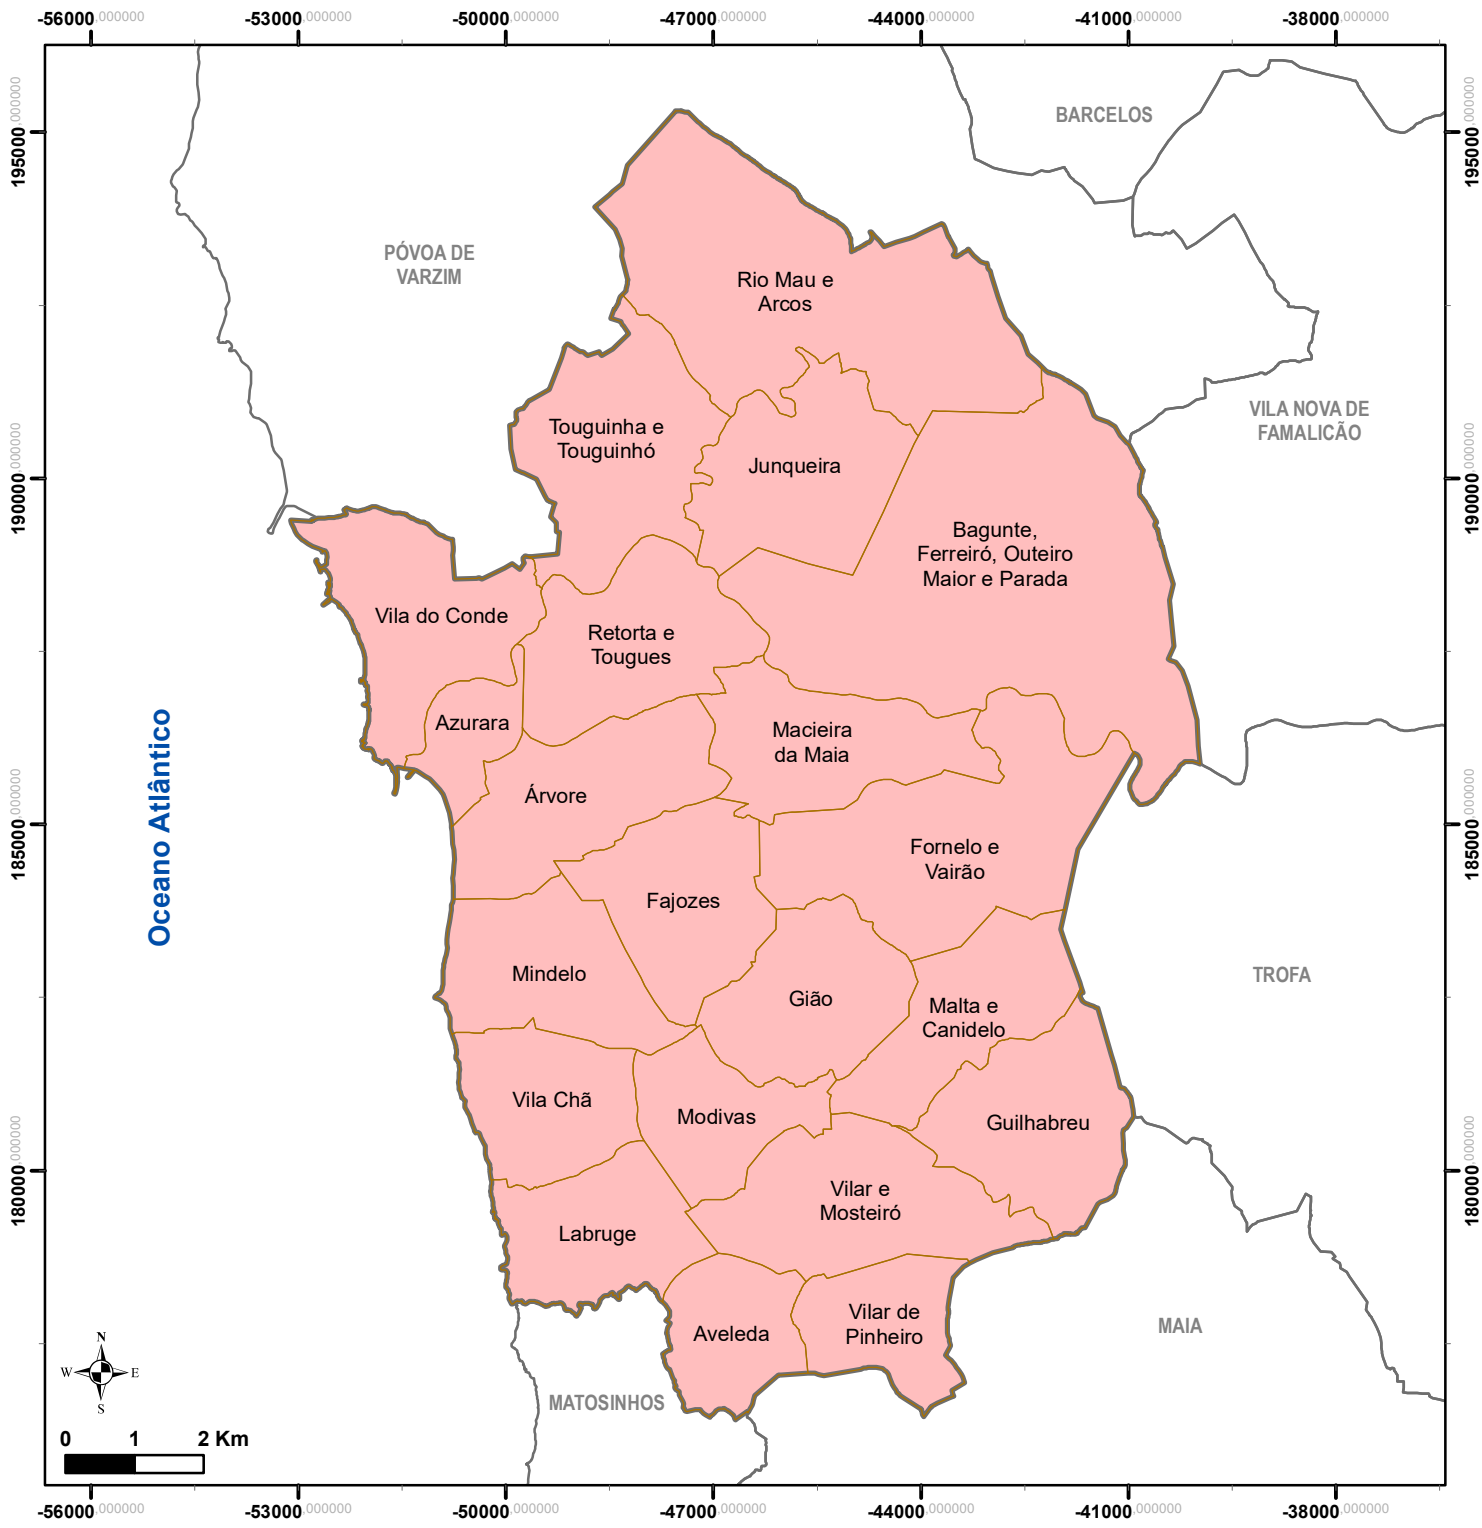 -56000,000000 -53000,000000 -50000,000000 -47000,000000 -44000,000000 -41000,000000 -38000,000000
195000,000000
195000,000000
BARCELOS
PÓVOA DE
VARZIM
Rio Mau e
Arcos
VILA NOVA DE
FAMALICÃO
Touguinha e
Touguinhó
Junqueira
190000,000000
190000,000000
Bagunte,
Ferreiró, Outeiro
Maior e Parada
Vila do Conde
Retorta e
Tougues
Azurara
Macieira
da Maia
Oceano Atlântico
Árvore
185000,000000
185000,000000
Fornelo e
Vairão
Fajozes
Mindelo
Gião
TROFA
Malta e
Canidelo
Vila Chã
Modivas
Guilhabreu
180000,000000
180000,000000
Vilar e
Mosteiró
Labruge
Vilar de
Pinheiro
Aveleda
MAIA
MATOSINHOS
N
W E
S
0 1 2 Km
-56000,000000 -53000,000000 -50000,000000 -47000,000000 -44000,000000 -41000,000000 -38000,000000